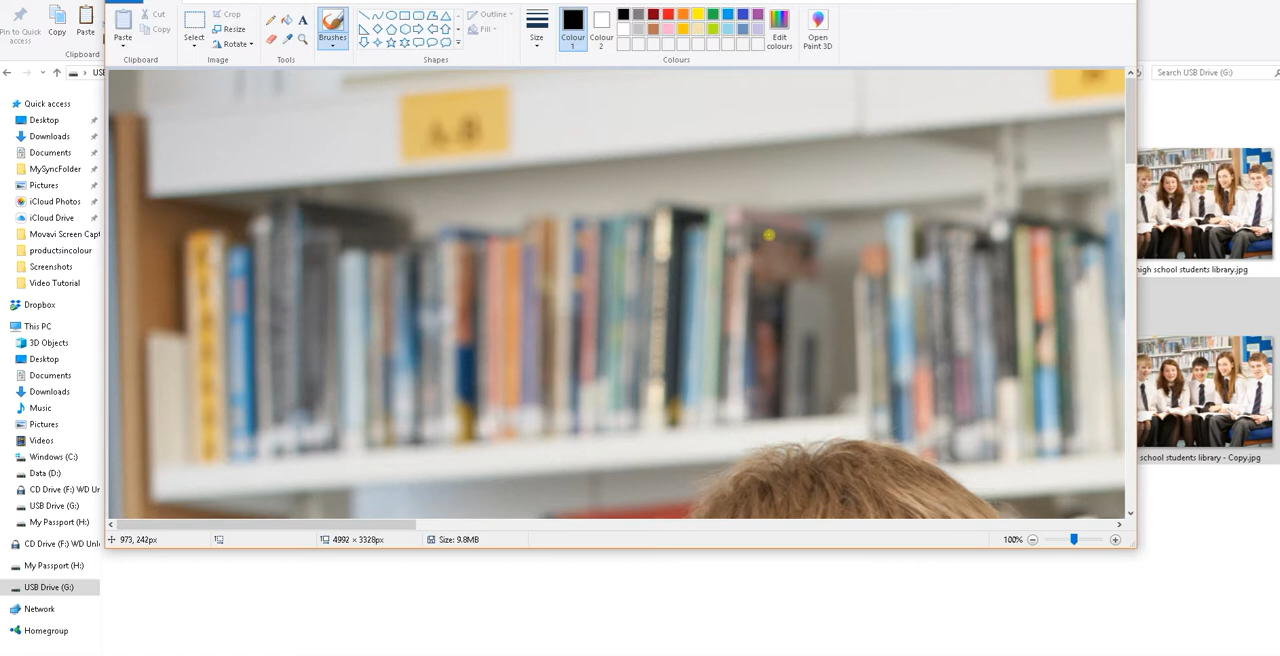 Pin to Quick
access
Copy
Paste
Clipboard
Paste
Cut
Copy
Clipboard
Select
Crop
Resize
Rotate
Image
Tools
Brushes
Shapes
Outline
Fill
Size
Colour
1
Colour
2
Edit
colours
Open
Paint 3D
Colours
Search USB Drive (G:)
Quick access
Desktop
Downloads
Documents
MySyncFolder
Pictures
iCloud Photos
iCloud Drive
Movavi Screen Capt
productsincolour
Screenshots
Video Tutorial
Dropbox
This PC
3D Objects
Desktop
Documents
Downloads
Music
Pictures
Videos
Windows (C:)
Data (D:)
CD Drive (F:) WD Un
USB Drive (G:)
My Passport (H:)
CD Drive (F:) WD Unl
My Passport (H:)
USB Drive (G:)
Network
Homegroup
A-B
high school students library.jpg
school students library - Copy.jpg
973, 242px
4992 × 3328px
Size: 9.8MB
100%